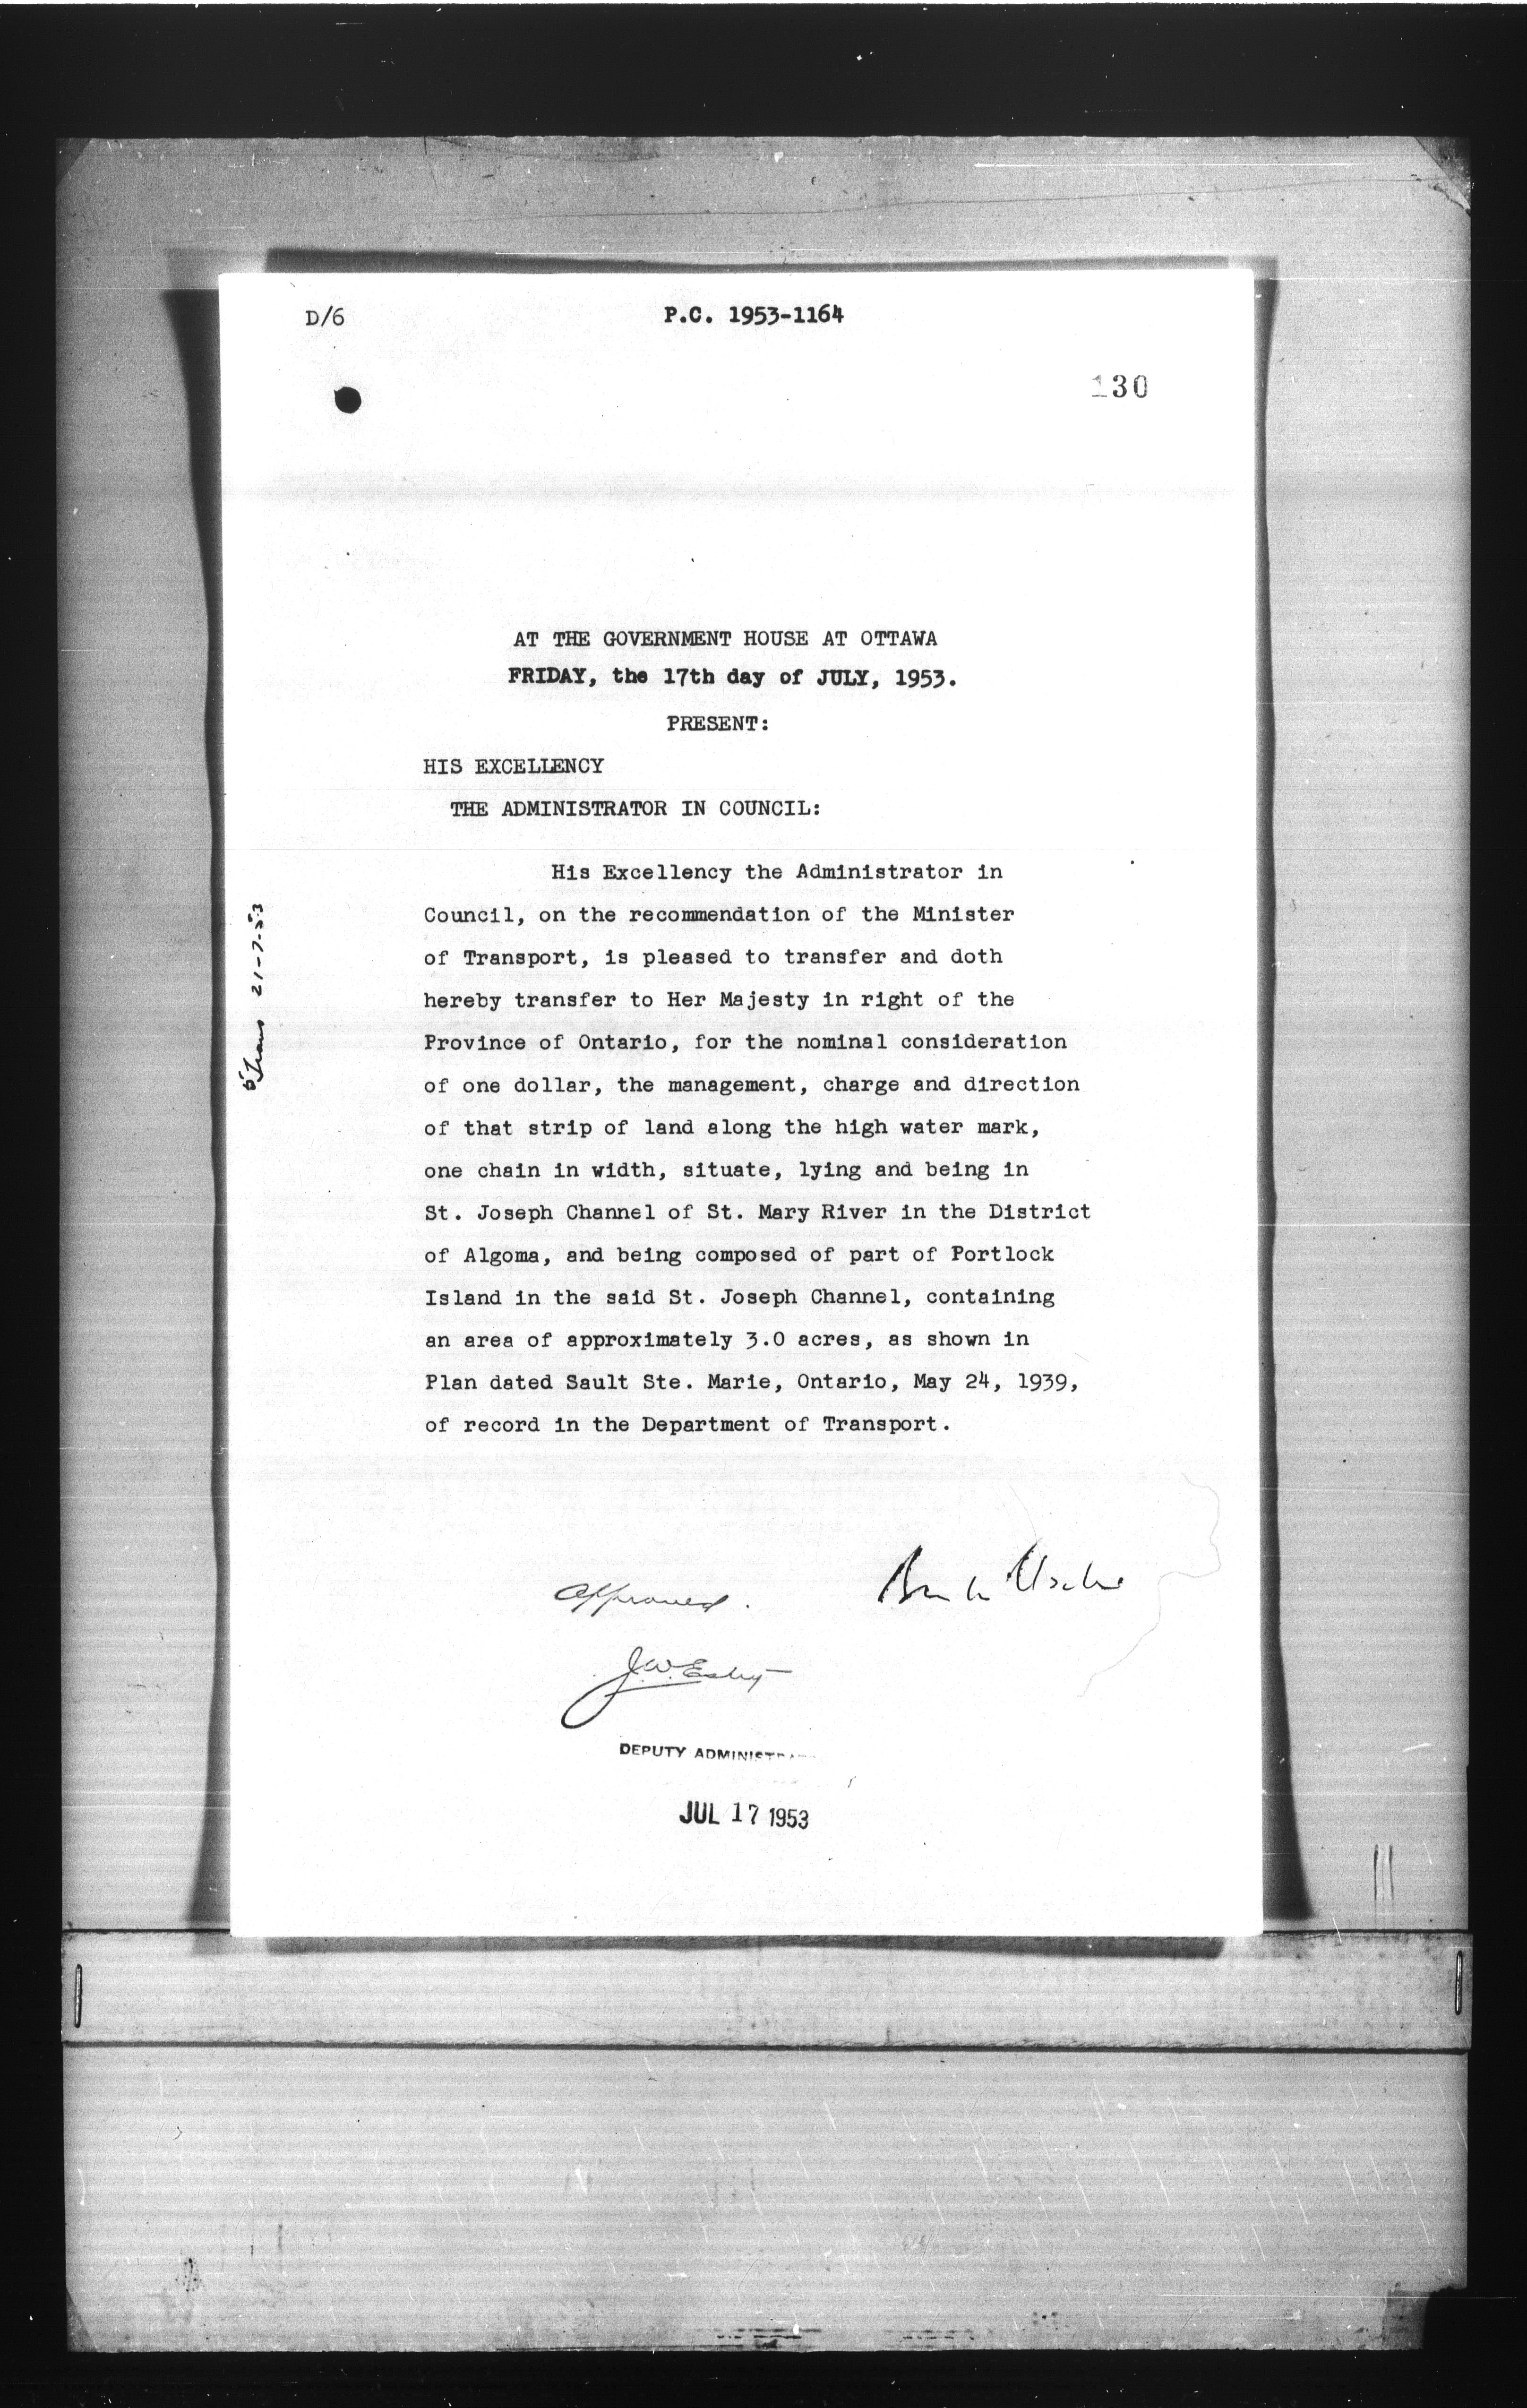 D/6
P.C. 1953-1164
130
AT THE GOVERNMENT HOUSE AT OTTAWA
FRIDAY, the 17th day of JULY, 1953.
PRESENT:
HIS EXCELLENCY
THE ADMINISTRATOR IN COUNCIL:
His Excellency the Administrator in
Council, on the recommendation of the Minister
of Transport, is pleased to transfer and doth
hereby transfer to Her Majesty in right of the
Province of Ontario, for the nominal consideration
of one dollar, the management, charge and direction
of that strip of land along the high water mark,
one chain in width, situate, lying and being in
St. Joseph Channel of St. Mary River in the District
of Algoma, and being composed of part of Portlock
Island in the said St. Joseph Channel, containing
an area of approximately 3.0 acres, as shown in
Plan dated Sault Ste. Marie, Ontario, May 24, 1939,
of record in the Department of Transport.
Trans 21-7-53
Approved.
DEPUTY
JUL 17 1953